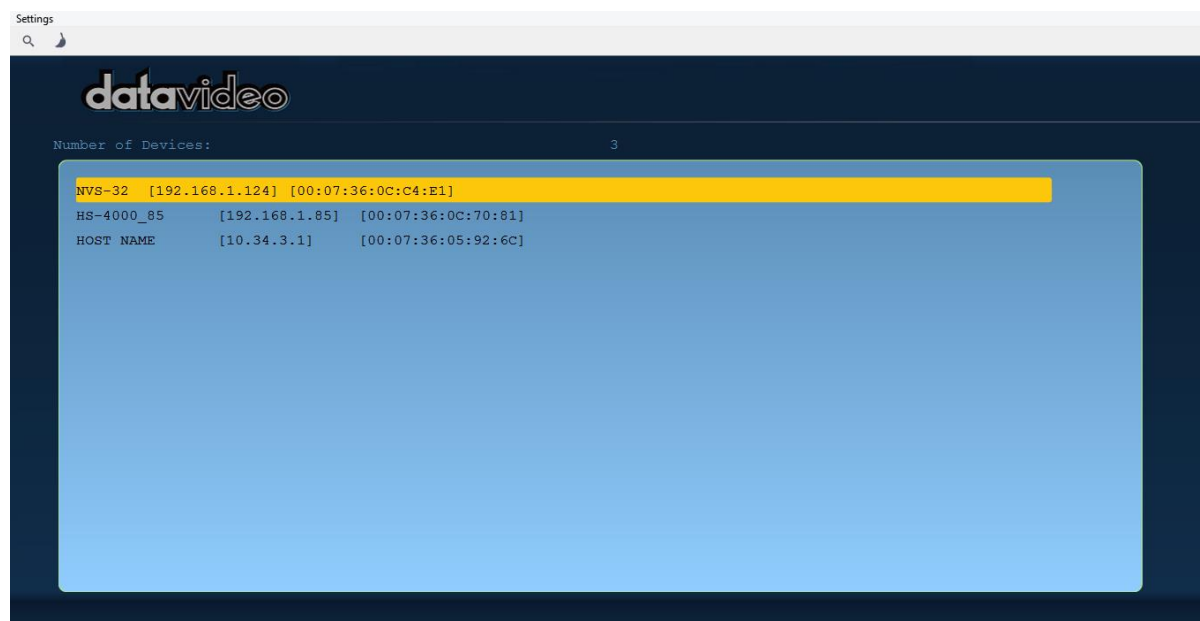 Settings
datavideo
Number of Devices: 3
NVS-32 [192.168.1.124] [00:07:36:0C:C4:E1]
HS-4000_85 [192.168.1.85] [00:07:36:0C:70:81]
HOST NAME [10.34.3.1] [00:07:36:05:92:6C]